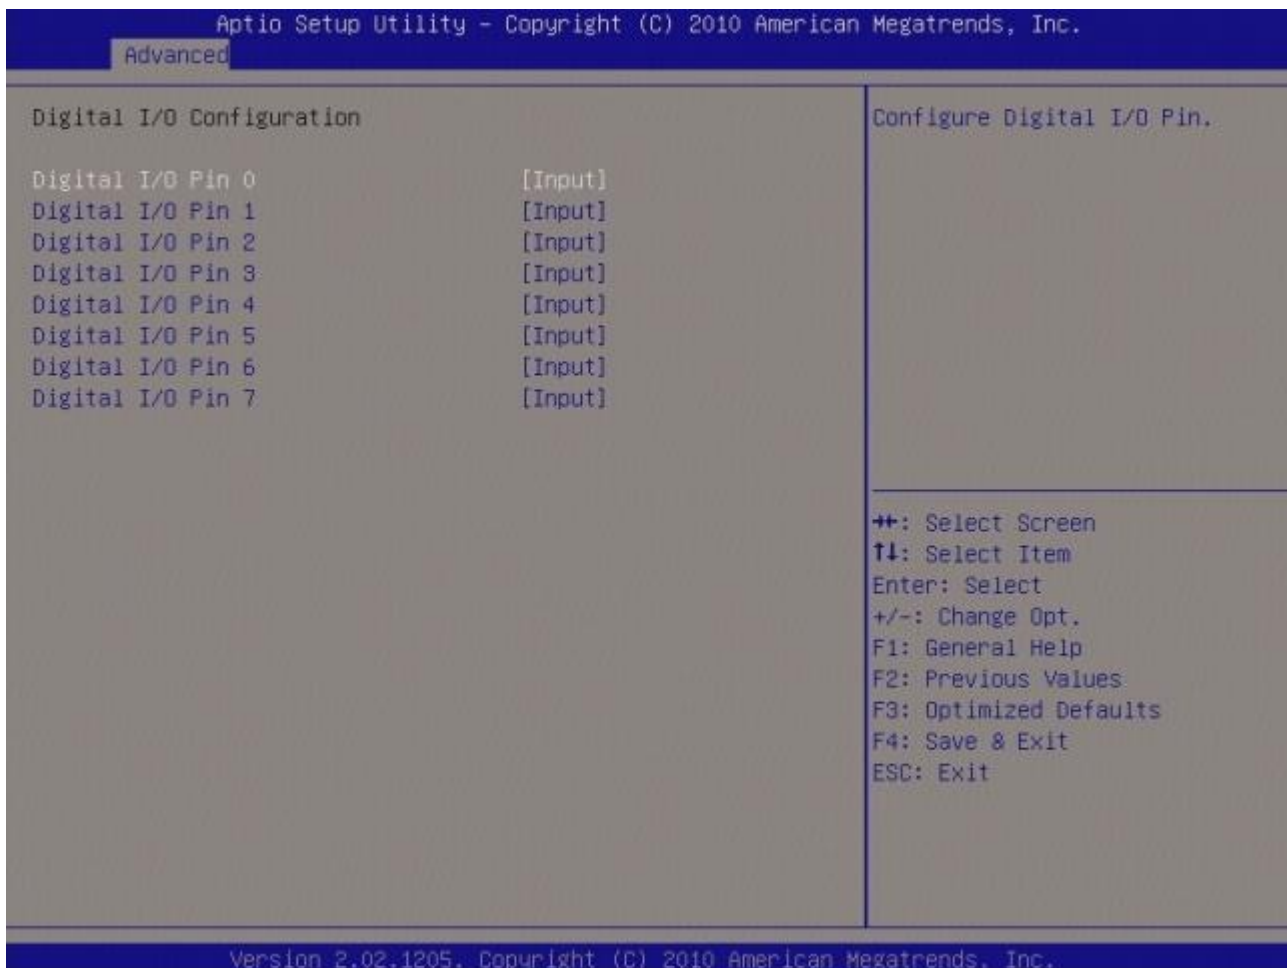 Aptio Setup Utility – Copyright (C) 2010 American Megatrends, Inc.
Advanced
Digital I/O Configuration
Digital I/O Pin 0 [Input]
Digital I/O Pin 1 [Input]
Digital I/O Pin 2 [Input]
Digital I/O Pin 3 [Input]
Digital I/O Pin 4 [Input]
Digital I/O Pin 5 [Input]
Digital I/O Pin 6 [Input]
Digital I/O Pin 7 [Input]
Configure Digital I/O Pin.
→←: Select Screen
↑↓: Select Item
Enter: Select
+/-: Change Opt.
F1: General Help
F2: Previous Values
F3: Optimized Defaults
F4: Save & Exit
ESC: Exit
Version 2.02.1205. Copyright (C) 2010 American Megatrends, Inc.